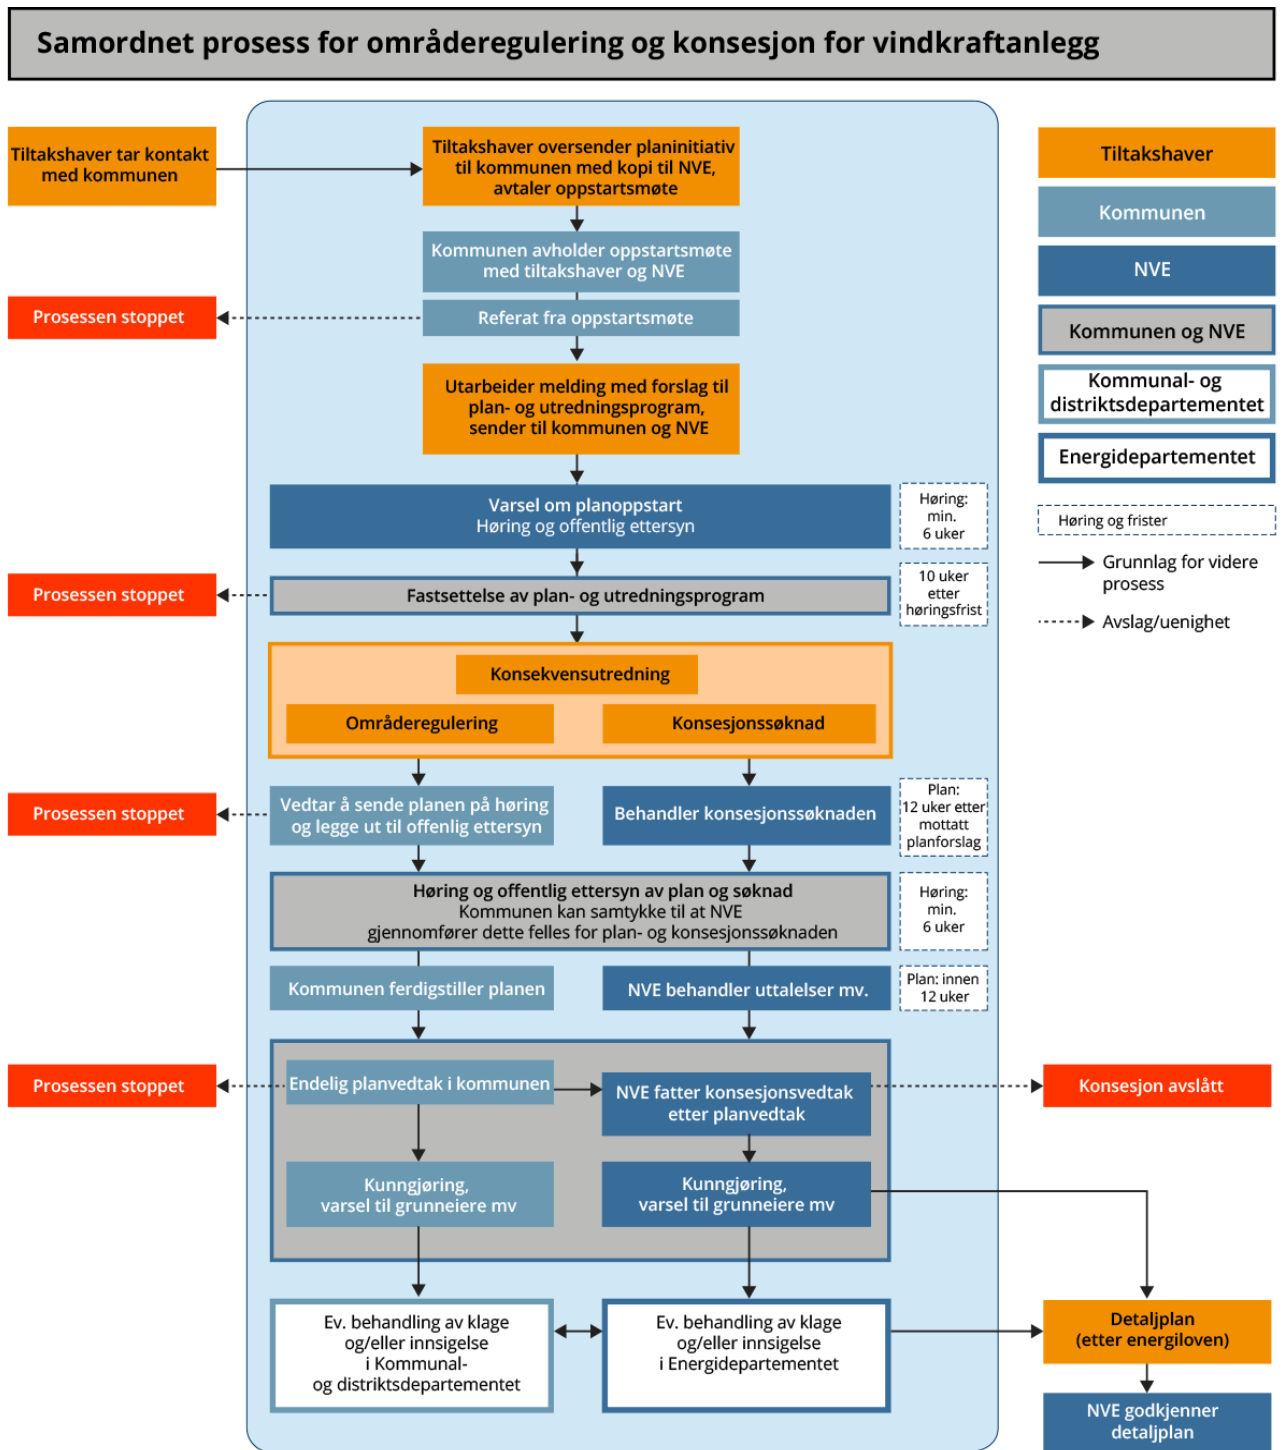 Samordnet prosess for områderegulering og konsesjon for vindkraftanlegg
Tiltakshaver tar kontakt
med kommunen
Tiltakshaver oversender planinitiativ
til kommunen med kopi til NVE,
avtaler oppstartsmøte
Kommunen avholder oppstartsmøte
med tiltakshaver og NVE
Prosessen stoppet
Referat fra oppstartsmøte
Utarbeider melding med forslag til
plan- og utredningsprogram,
sender til kommunen og NVE
Varsel om planoppstart
Høring og offentlig ettersyn
Høring:
min.
6 uker
Prosessen stoppet
Fastsettelse av plan- og utredningsprogram
10 uker
etter
høringsfrist
Konsekvensutredning
Områderegulering
Konsesjonssøknad
Prosessen stoppet
Vedtar å sende planen på høring
og legge ut til offenlig ettersyn
Behandler konsesjonssøknaden
Plan:
12 uker etter
mottatt
planforslag
Høring og offentlig ettersyn av plan og søknad
Kommunen kan samtykke til at NVE
gjennomfører dette felles for plan- og konsesjonssøknaden
Høring:
min.
6 uker
Kommunen ferdigstiller planen
NVE behandler uttalelser mv.
Plan: innen
12 uker
Prosessen stoppet
Endelig planvedtak i kommunen
NVE fatter konsesjonsvedtak
etter planvedtak
Konsesjon avslått
Kunngjøring,
varsel til grunneiere mv
Kunngjøring,
varsel til grunneiere mv
Ev. behandling av klage
og/eller innsigelse
i Kommunal-
og distriktsdepartementet
Ev. behandling av klage
og/eller innsigelse
i Energidepartementet
Detaljplan
(etter energiloven)
NVE godkjenner
detaljplan
Tiltakshaver
Kommunen
NVE
Kommunen og NVE
Kommunal- og
distriktsdepartementet
Energidepartementet
Høring og frister
Grunnlag for videre
prosess
Avslag/uenighet